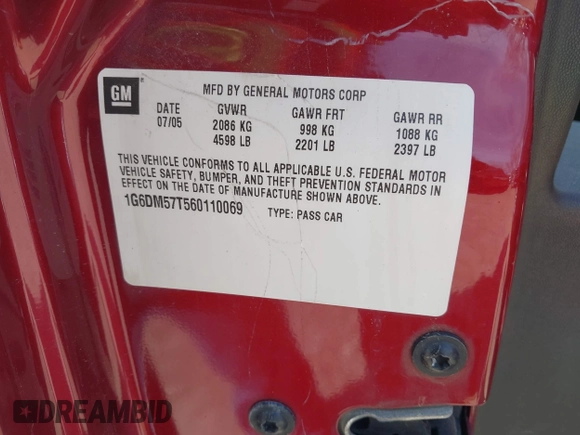 GM
MFD BY GENERAL MOTORS CORP
DATE GVWR GAWR FRT GAWR RR
07/05 2086 KG 998 KG 1088 KG
4598 LB 2201 LB 2397 LB
THIS VEHICLE CONFORMS TO ALL APPLICABLE U.S. FEDERAL MOTOR
VEHICLE SAFETY, BUMPER, AND THEFT PREVENTION STANDARDS IN
EFFECT ON THE DATE OF MANUFACTURE SHOWN ABOVE.
1G6DM57T560110069 TYPE: PASS CAR
DREAMBID